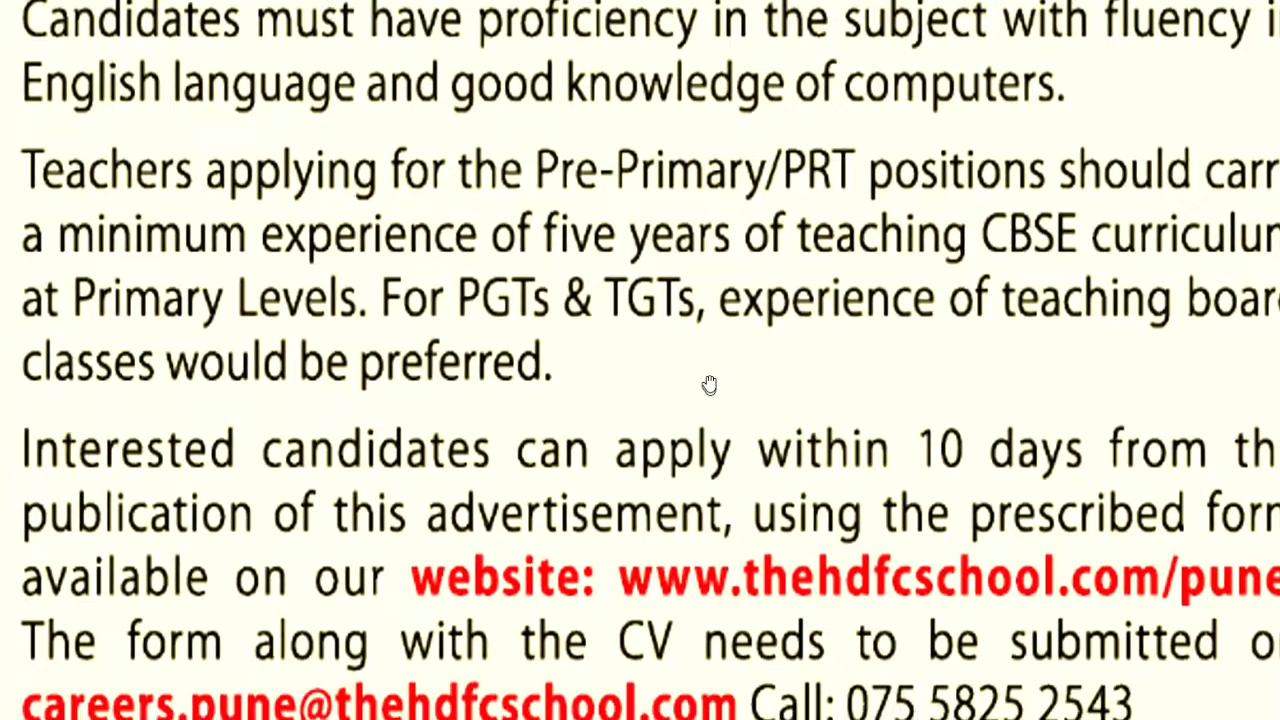 Candidates must have proficiency in the subject with fluency
English language and good knowledge of computers.
Teachers applying for the Pre-Primary/PRT positions should
a minimum experience of five years of teaching CBSE
at Primary Levels. For PGTs & TGTs, experience of teaching
classes would be preferred.
Interested candidates can apply within 10 days from
publication of this advertisement, using the prescribed
available on our website: www.thehdfcschool.com/pune
The form along with the CV needs to be submitted
careers.pune@thehdfcschool.com Call: 075 5825 2543